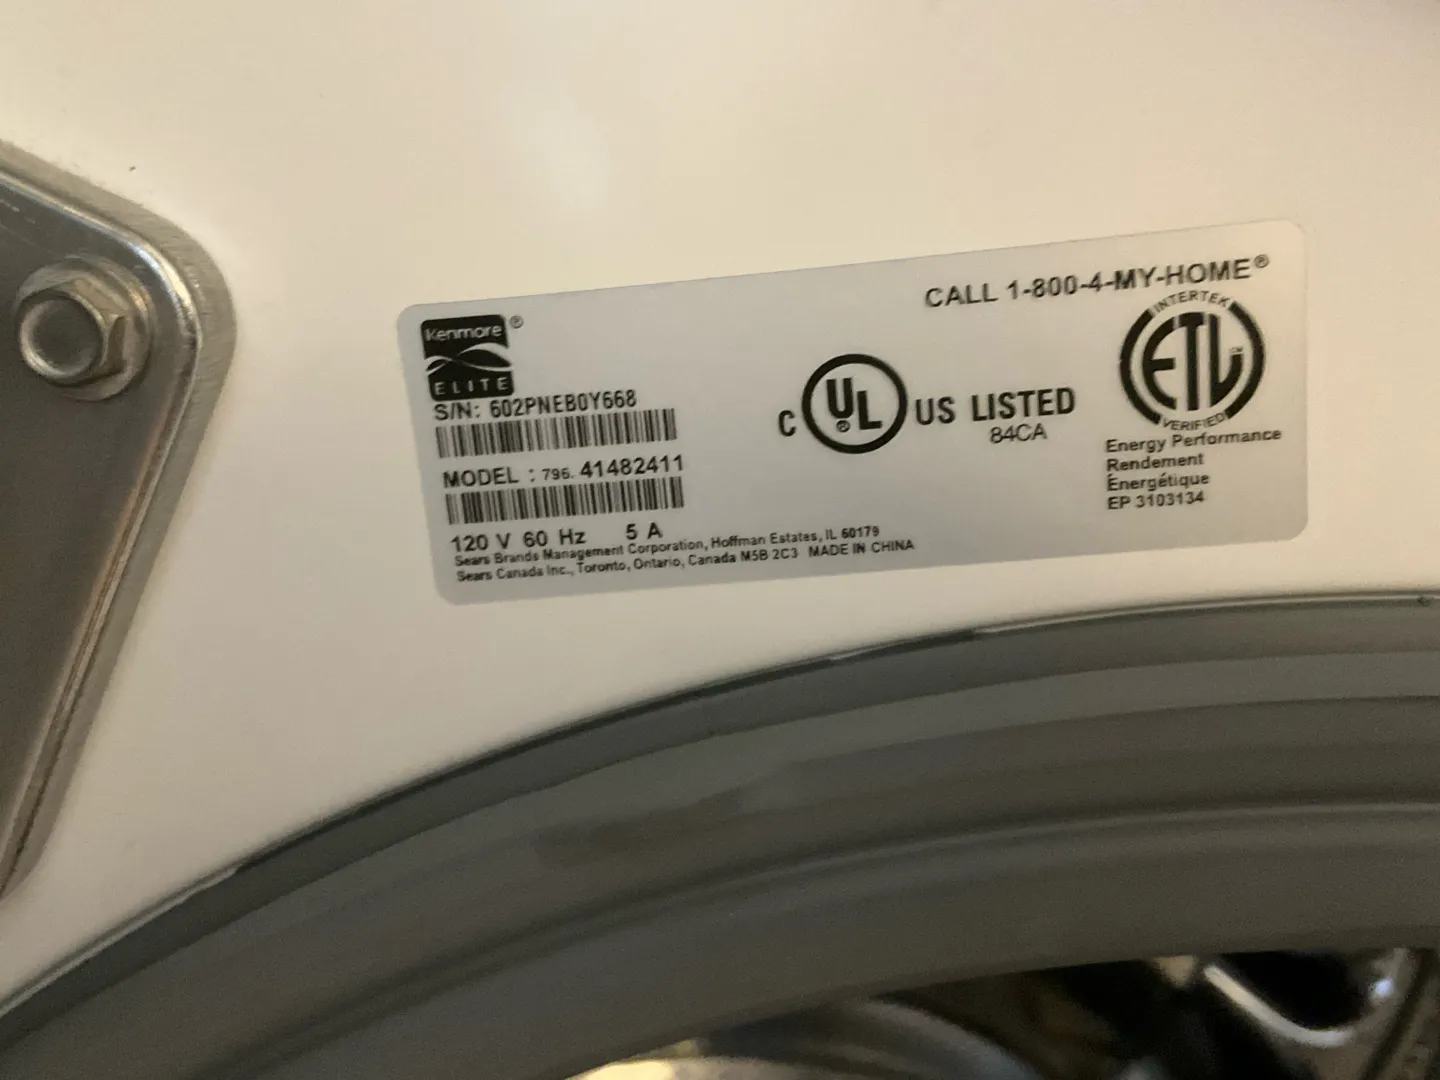 Kenmore®
ELITE
S/N: 602PNEB0Y668
MODEL : 796. 41482411
120 V 60 Hz 5 A
Sears Brands Management Corporation, Hoffman Estates, IL 60179
Sears Canada Inc., Toronto, Ontario, Canada M5B 2C3 MADE IN CHINA
C UL® US LISTED
84CA
CALL 1-800-4-MY-HOME®
INTERTEK
ETL CM
VERIFIED
Energy Performance
Rendement
Énergétique
EP 3103134